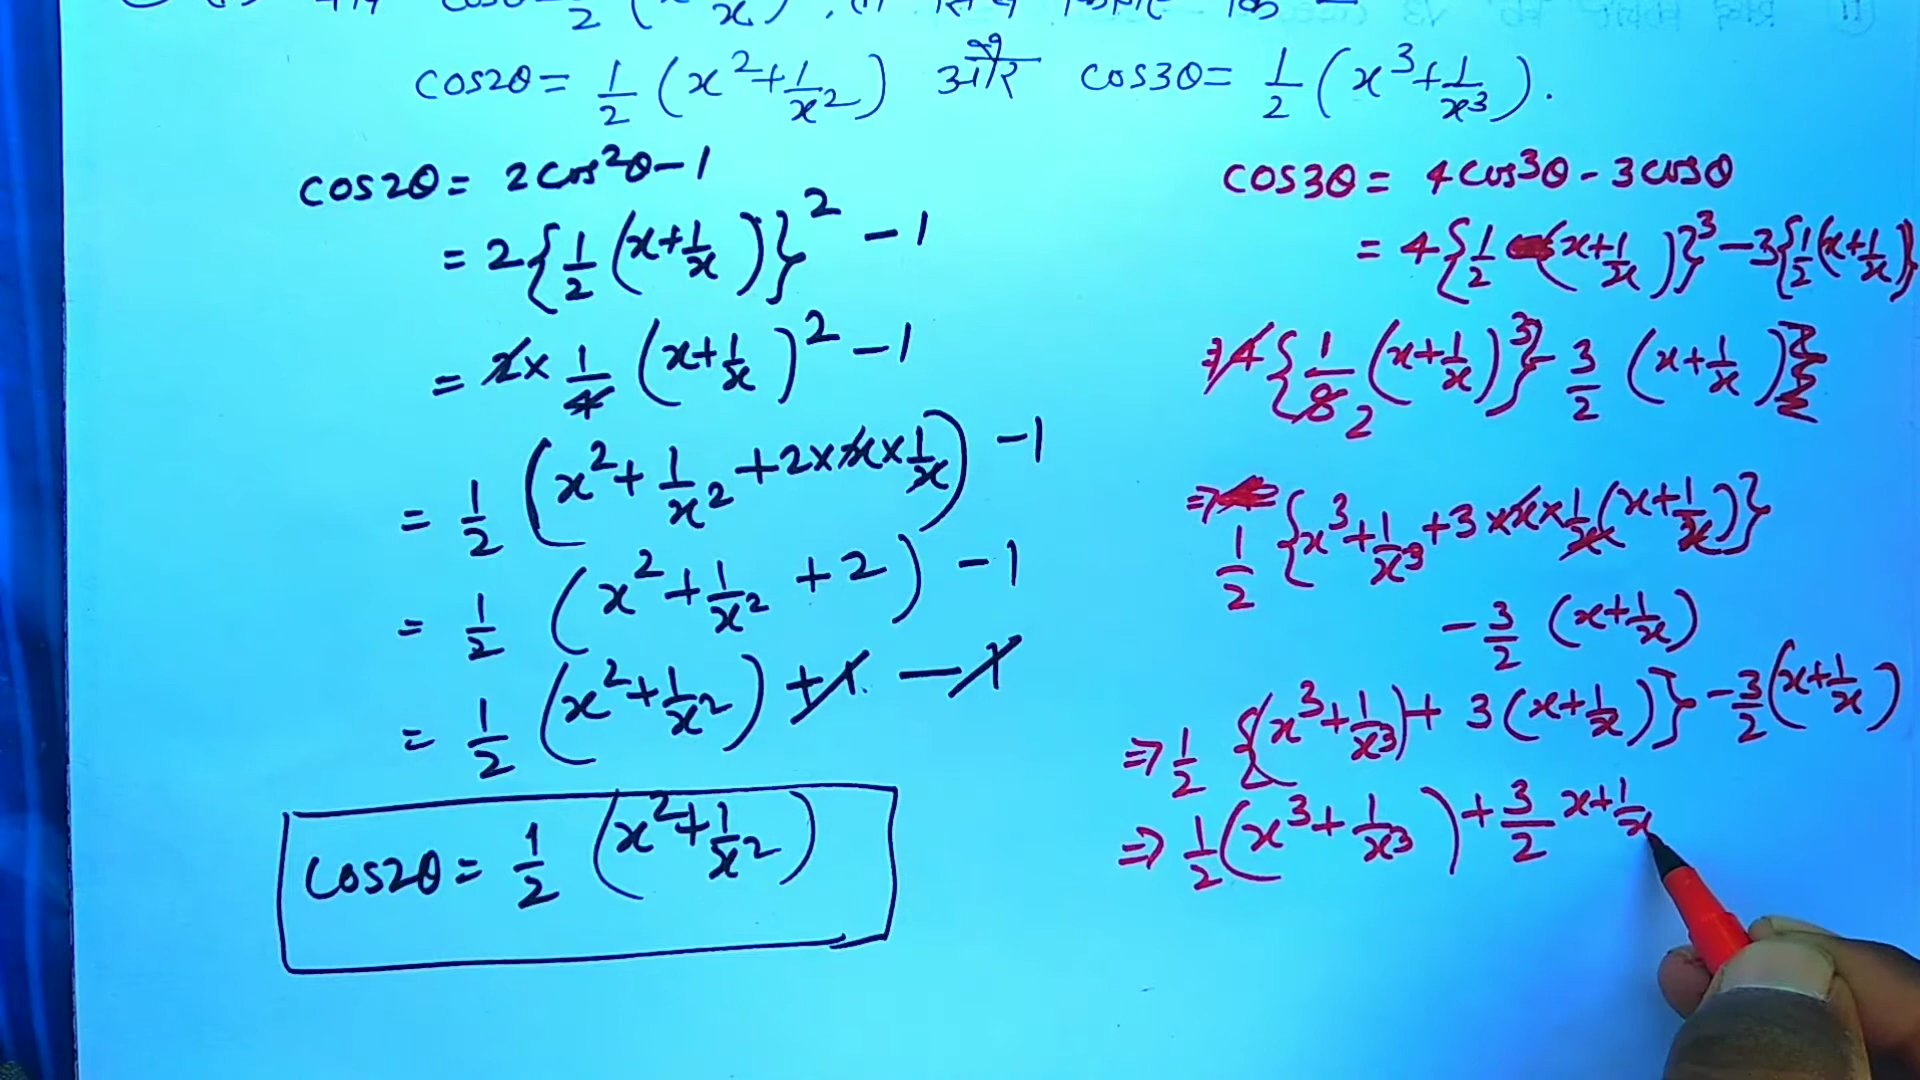 cosθ = 1/2 (x + 1/x), तो सिद्ध कीजिए कि -
cos2θ = 1/2 (x² + 1/x²) और cos3θ = 1/2 (x³ + 1/x³).
cos2θ = 2cos²θ - 1
= 2{1/2 (x + 1/x)}² - 1
= 2 × 1/4 (x + 1/x)² - 1
= 1/2 (x² + 1/x² + 2 × x × 1/x) - 1
= 1/2 (x² + 1/x² + 2) - 1
= 1/2 (x² + 1/x²) + 1 - 1
cos2θ = 1/2 (x² + 1/x²)
cos3θ = 4cos³θ - 3cosθ
= 4{1/2 (x + 1/x)}³ - 3{1/2 (x + 1/x)}
⇒ 4{1/8 2 (x + 1/x)³} - 3/2 (x + 1/x)
⇒ 1/2 {x³ + 1/x³ + 3 × x × 1/x (x + 1/x)}
- 3/2 (x + 1/x)
⇒ 1/2 {(x³ + 1/x³) + 3(x + 1/x)} - 3/2 (x + 1/x)
⇒ 1/2 (x³ + 1/x³) + 3/2 x + 1/x